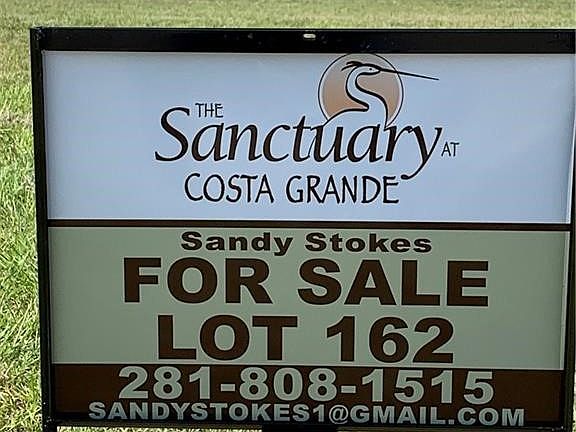 THE
Sanctuary AT
COSTA GRANDE
Sandy Stokes
FOR SALE
LOT 162
281-808-1515
SANDYSTOKES1@GMAIL.COM